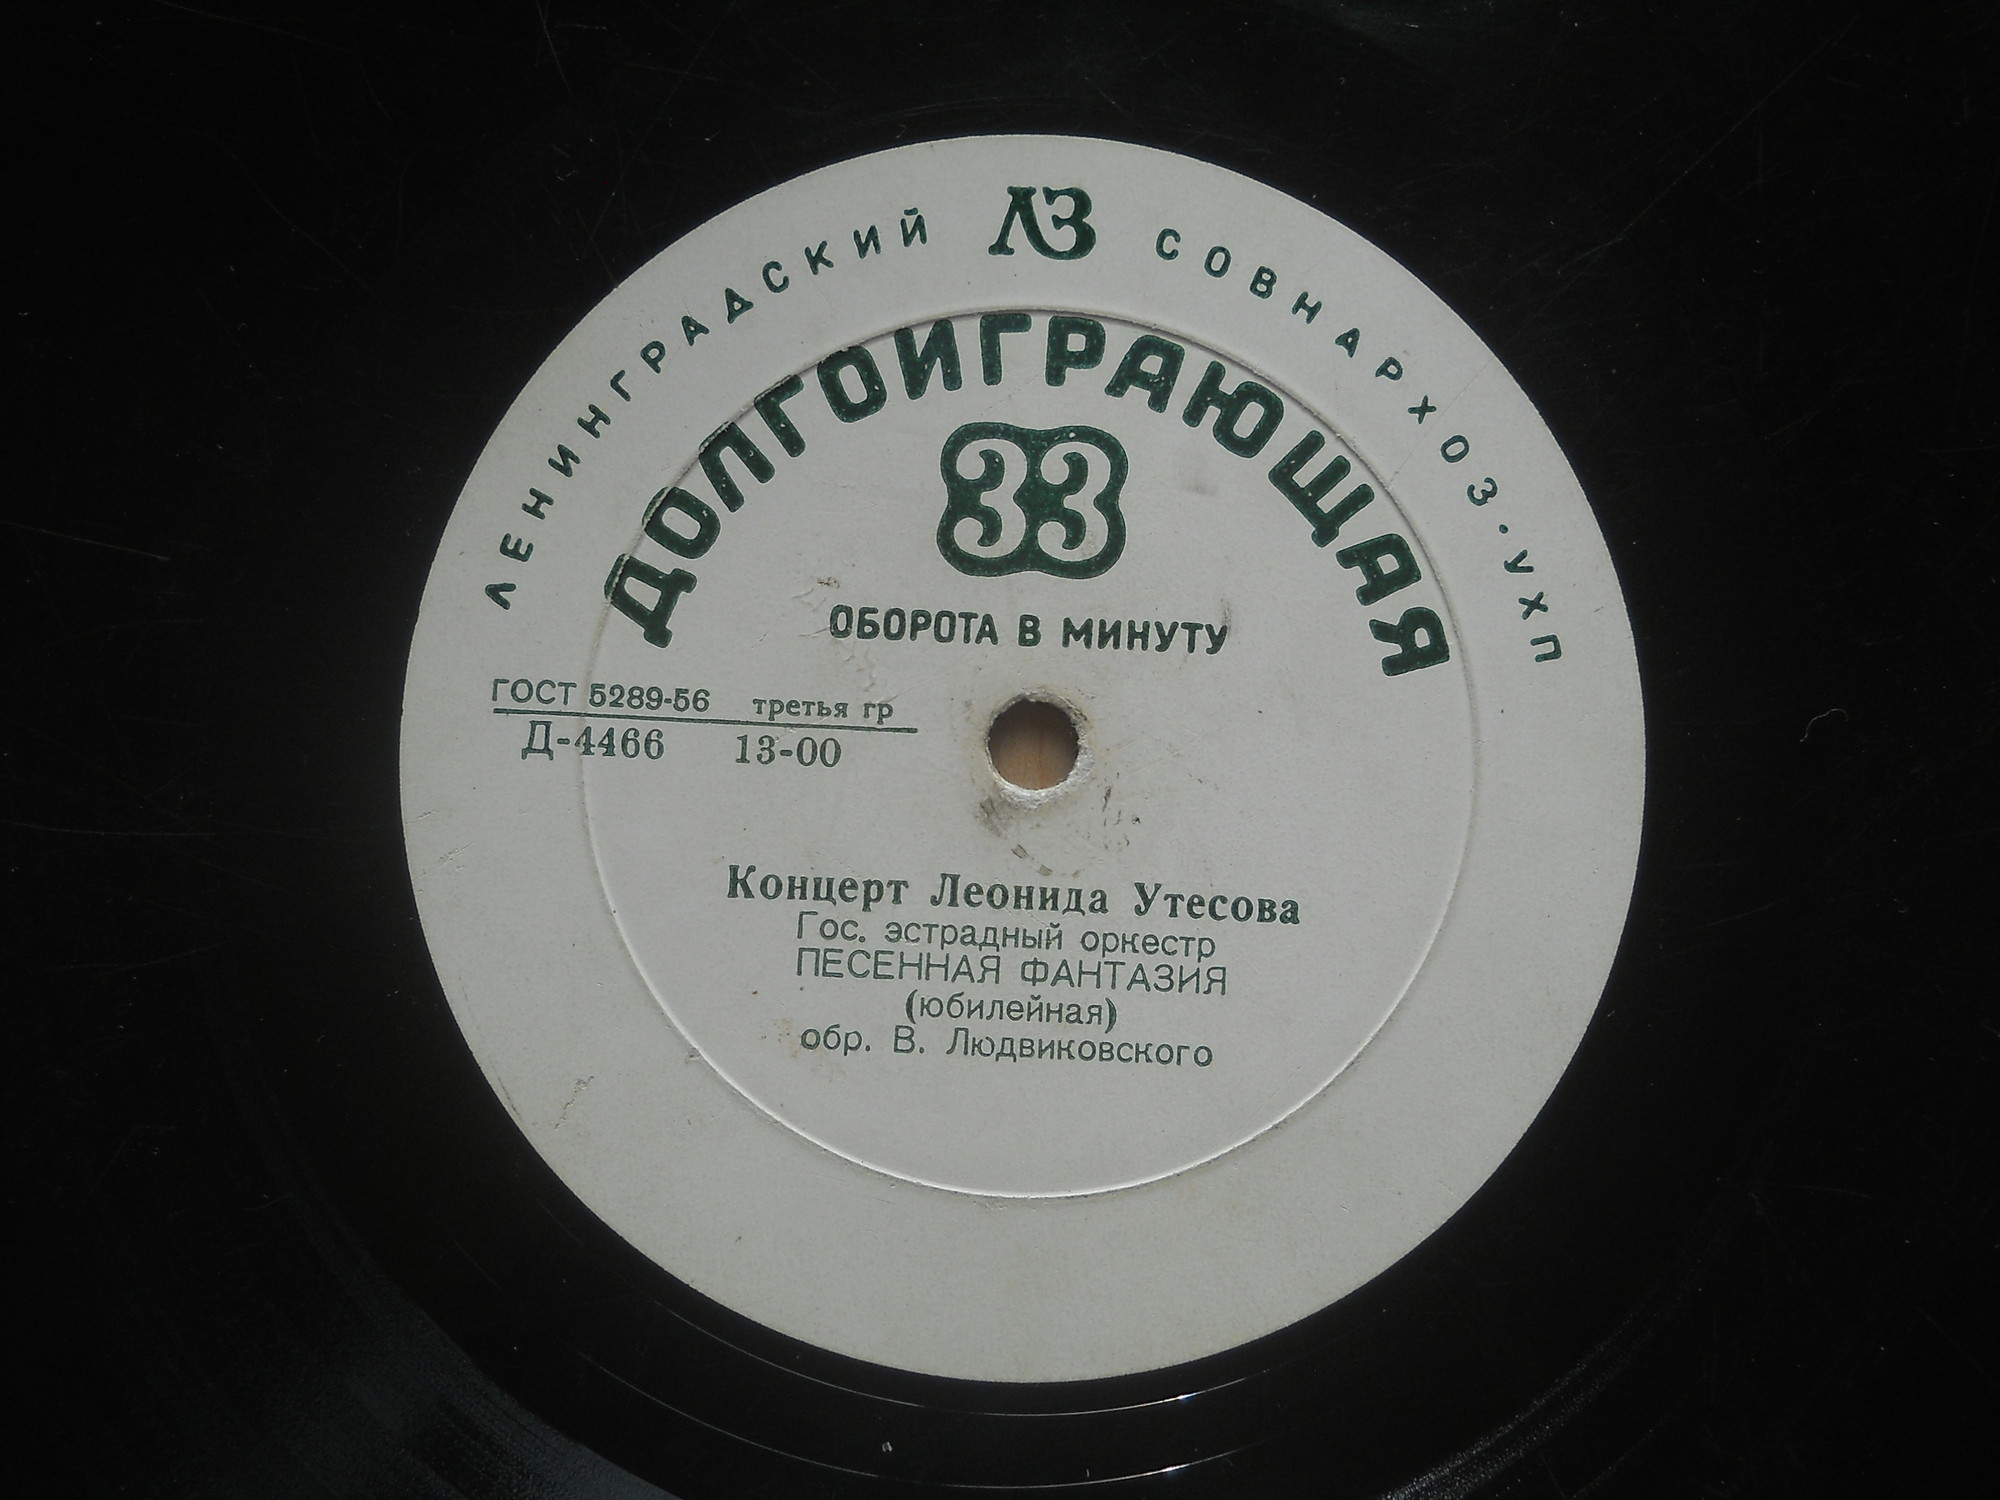 ЛЕНИНГРАДСКИЙ ЛЗ СОВНАРХОЗ·УХП
ДОЛГОИГРАЮЩАЯ
33
ОБОРОТА В МИНУТУ
ГОСТ 5289-56 третья гр
Д-4466 13-00
Концерт Леонида Утесова
Гос. эстрадный оркестр
ПЕСЕННАЯ ФАНТАЗИЯ
(юбилейная)
обр. В. Людвиковского